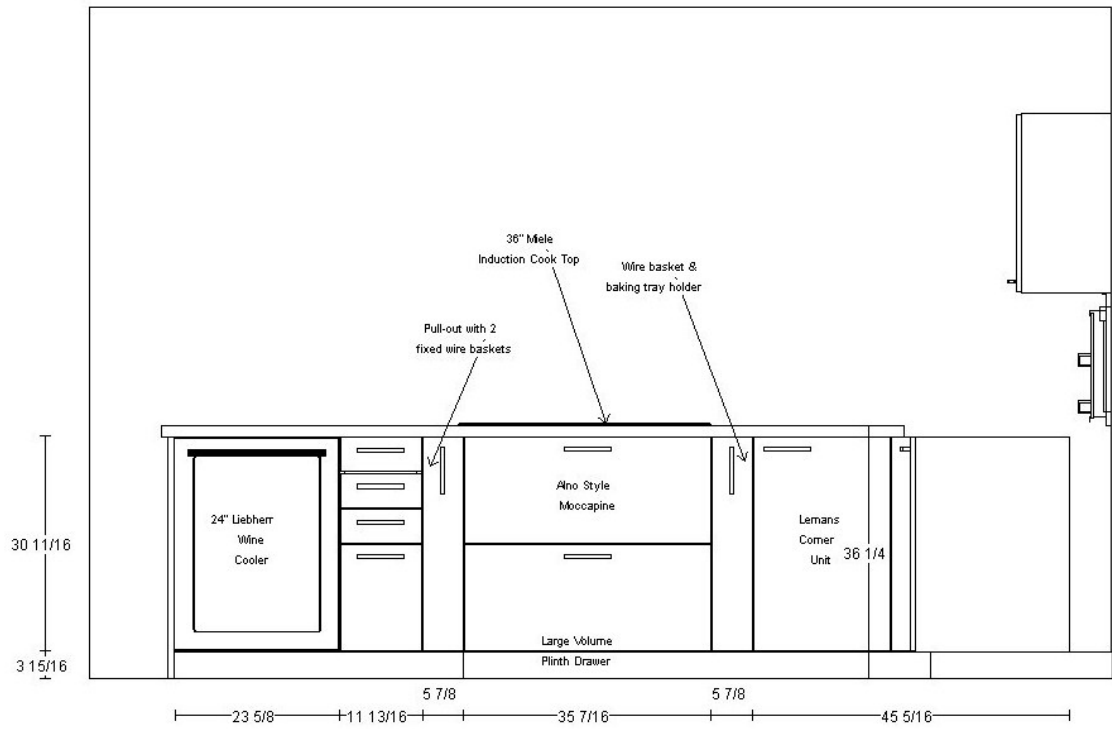 36" Miele
Induction Cook Top
Wire basket &
baking tray holder
Pull-out with 2
fixed wire baskets
24" Liebherr
Wine
Cooler
Alno Style
Moccapine
Lemans
Corner
Unit
36 1/4
30 11/16
Large Volume
Plinth Drawer
3 15/16
5 7/8
5 7/8
23 5/8
11 13/16
35 7/16
45 5/16